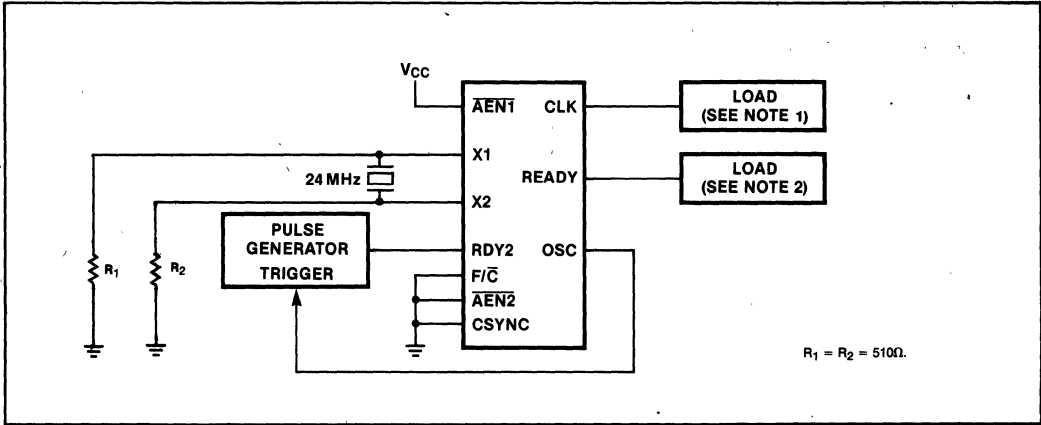 VCC
AEN1
CLK
LOAD
(SEE NOTE 1)
X1
24 MHz
READY
LOAD
(SEE NOTE 2)
X2
PULSE
GENERATOR
TRIGGER
RDY2
OSC
F/C
AEN2
CSYNC
R1
R2
R1 = R2 = 510Ω.